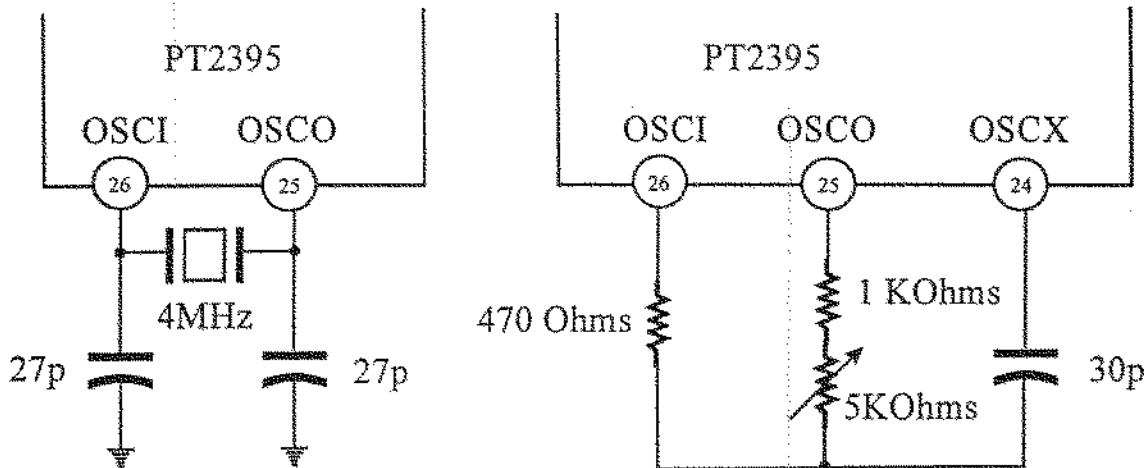 PT2395
OSCI OSCO
26 25
4MHz
27p 27p
PT2395
OSCI OSCO OSCX
26 25 24
470 Ohms
1 KOhms
5KOhms
30p